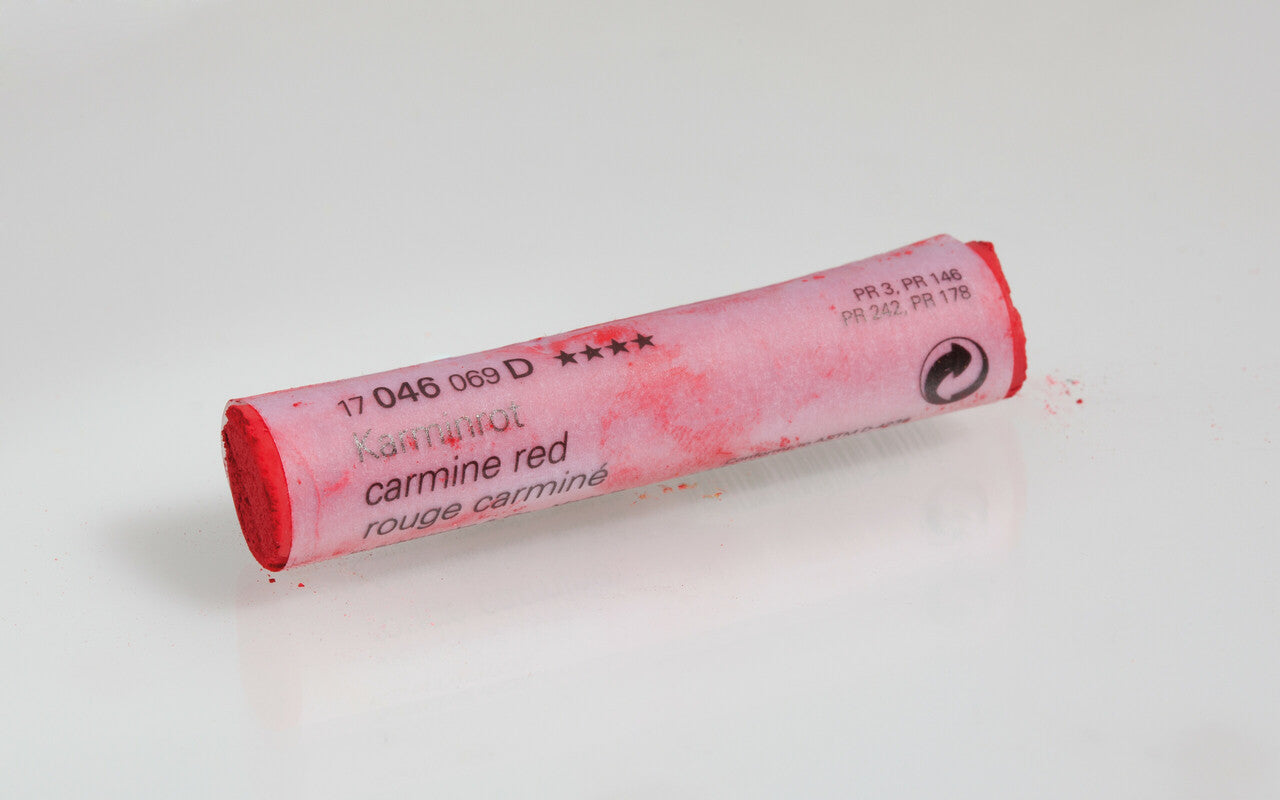 17 046 069 D ★★★★
Karminrot
carmine red
rouge carminé
PR 3, PR 146
PR 242, PR 178